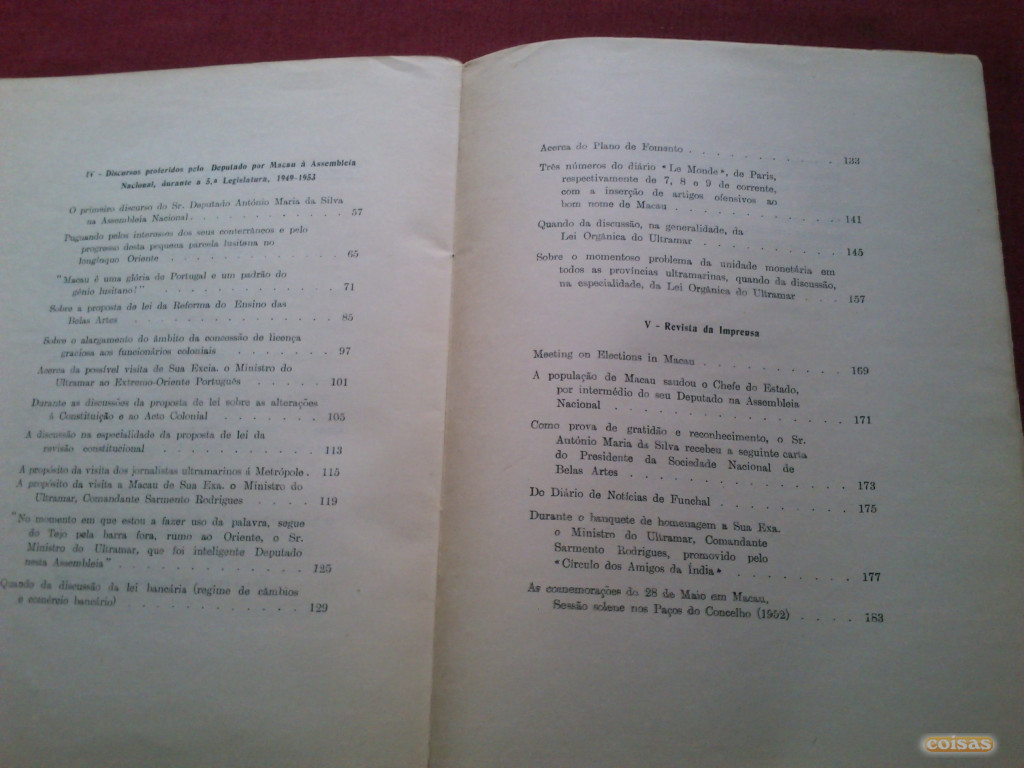 IV - Discursos proferidos pelo Deputado por Macau à Assembleia
Nacional, durante a 5.ª Legislatura, 1949-1953
O primeiro discurso do Sr. Deputado António Maria da Silva
na Assembleia Nacional . . . . . . . . . . . 57
Pugnando pelos interesses dos seus conterrâneos e pelo
progresso desta pequena parcela lusitana no
longínquo Oriente . . . . . . . . . . . 65
"Macau é uma glória de Portugal e um padrão do
génio lusitano!" . . . . . . . . . . . 71
Sobre a proposta de lei da Reforma do Ensino das
Belas Artes . . . . . . . . . . . 85
Sobre o alargamento do âmbito da concessão de licença
graciosa aos funcionários coloniais . . . . . . 97
Acerca da possível visita de Sua Excia. o Ministro do
Ultramar ao Extremo-Oriente Português . . . . . 101
Durante as discussões da proposta de lei sobre as alterações
à Constituição e ao Acto Colonial . . . . . . 105
A discussão na especialidade da proposta de lei da
revisão constitucional . . . . . . . . . . 113
A propósito da visita dos jornalistas ultramarinos à Metrópole . 115
A propósito da visita a Macau de Sua Exa. o Ministro do
Ultramar, Comandante Sarmento Rodrigues . . . . 119
"No momento em que estou a fazer uso da palavra, segue
do Tejo pela barra fora, rumo ao Oriente, o Sr.
Ministro do Ultramar, que foi inteligente Deputado
nesta Assembleia" . . . . . . . . . . . 125
Quando da discussão da lei bancária (regime de câmbios
e comércio bancário) . . . . . . . . . . 129
Acerca do Plano de Fomento . . . . . . . . . . 133
Três números do diário "Le Monde", de Paris,
respectivamente de 7, 8 e 9 de corrente,
com a inserção de artigos ofensivos ao
bom nome de Macau . . . . . . . . . . 141
Quando da discussão, na generalidade, da
Lei Orgânica do Ultramar . . . . . . . . . 145
Sobre o momentoso problema da unidade monetária em
todos as províncias ultramarinas, quando da discussão,
na especialidade, da Lei Orgânica do Ultramar . . . . 157
V - Revista da Imprensa
Meeting on Elections in Macau . . . . . . . . . 169
A população de Macau saudou o Chefe do Estado,
por intermédio do seu Deputado na Assembleia
Nacional . . . . . . . . . . . . . 171
Como prova de gratidão e reconhecimento, o Sr.
António Maria da Silva recebeu a seguinte carta
do Presidente da Sociedade Nacional de
Belas Artes . . . . . . . . . . . . 173
Do Diário de Notícias de Funchal . . . . . . . . 175
Durante o banquete de homenagem a Sua Exa.
o Ministro do Ultramar, Comandante
Sarmento Rodrigues, promovido pelo
"Círculo dos Amigos da Índia" . . . . . . . . 177
As comemorações do 28 de Maio em Macau,
Sessão solene nos Paços do Concelho (1952) . . . . 183
coisas